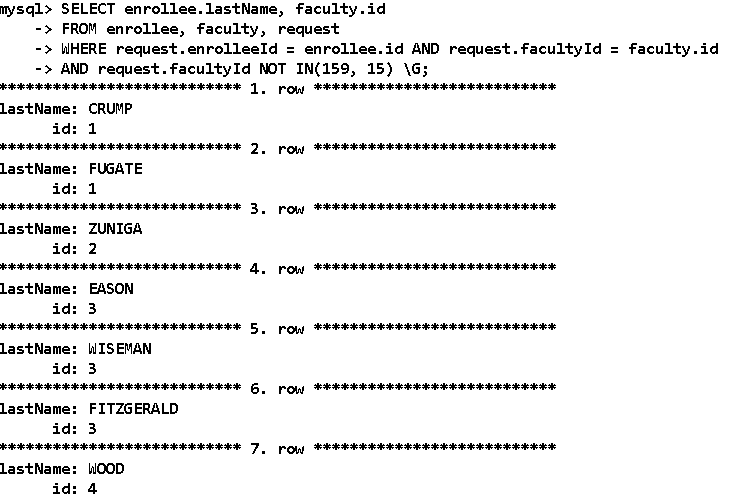 mysql> SELECT enrollee.lastName, faculty.id
    -> FROM enrollee, faculty, request
    -> WHERE request.enrolleeId = enrollee.id AND request.facultyId = faculty.id
    -> AND request.facultyId NOT IN(159, 15) \G;
*************************** 1. row ***************************
lastName: CRUMP
      id: 1
*************************** 2. row ***************************
lastName: FUGATE
      id: 1
*************************** 3. row ***************************
lastName: ZUNIGA
      id: 2
*************************** 4. row ***************************
lastName: EASON
      id: 3
*************************** 5. row ***************************
lastName: WISEMAN
      id: 3
*************************** 6. row ***************************
lastName: FITZGERALD
      id: 3
*************************** 7. row ***************************
lastName: WOOD
      id: 4